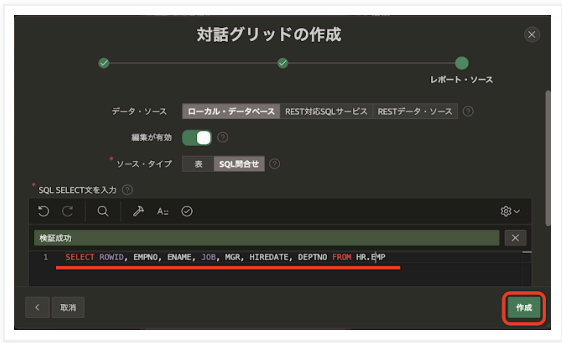 対話グリッドの作成
レポート・ソース
データ・ソース ローカル・データベース REST対応SQLサービス RESTデータ・ソース ?
編集が有効 ?
* ソース・タイプ 表 SQL問合せ ?
* SQL SELECT文を入力 ?
検証成功
1 SELECT ROWID, EMPNO, ENAME, JOB, MGR, HIREDATE, DEPTNO FROM HR.EMP
取消 作成